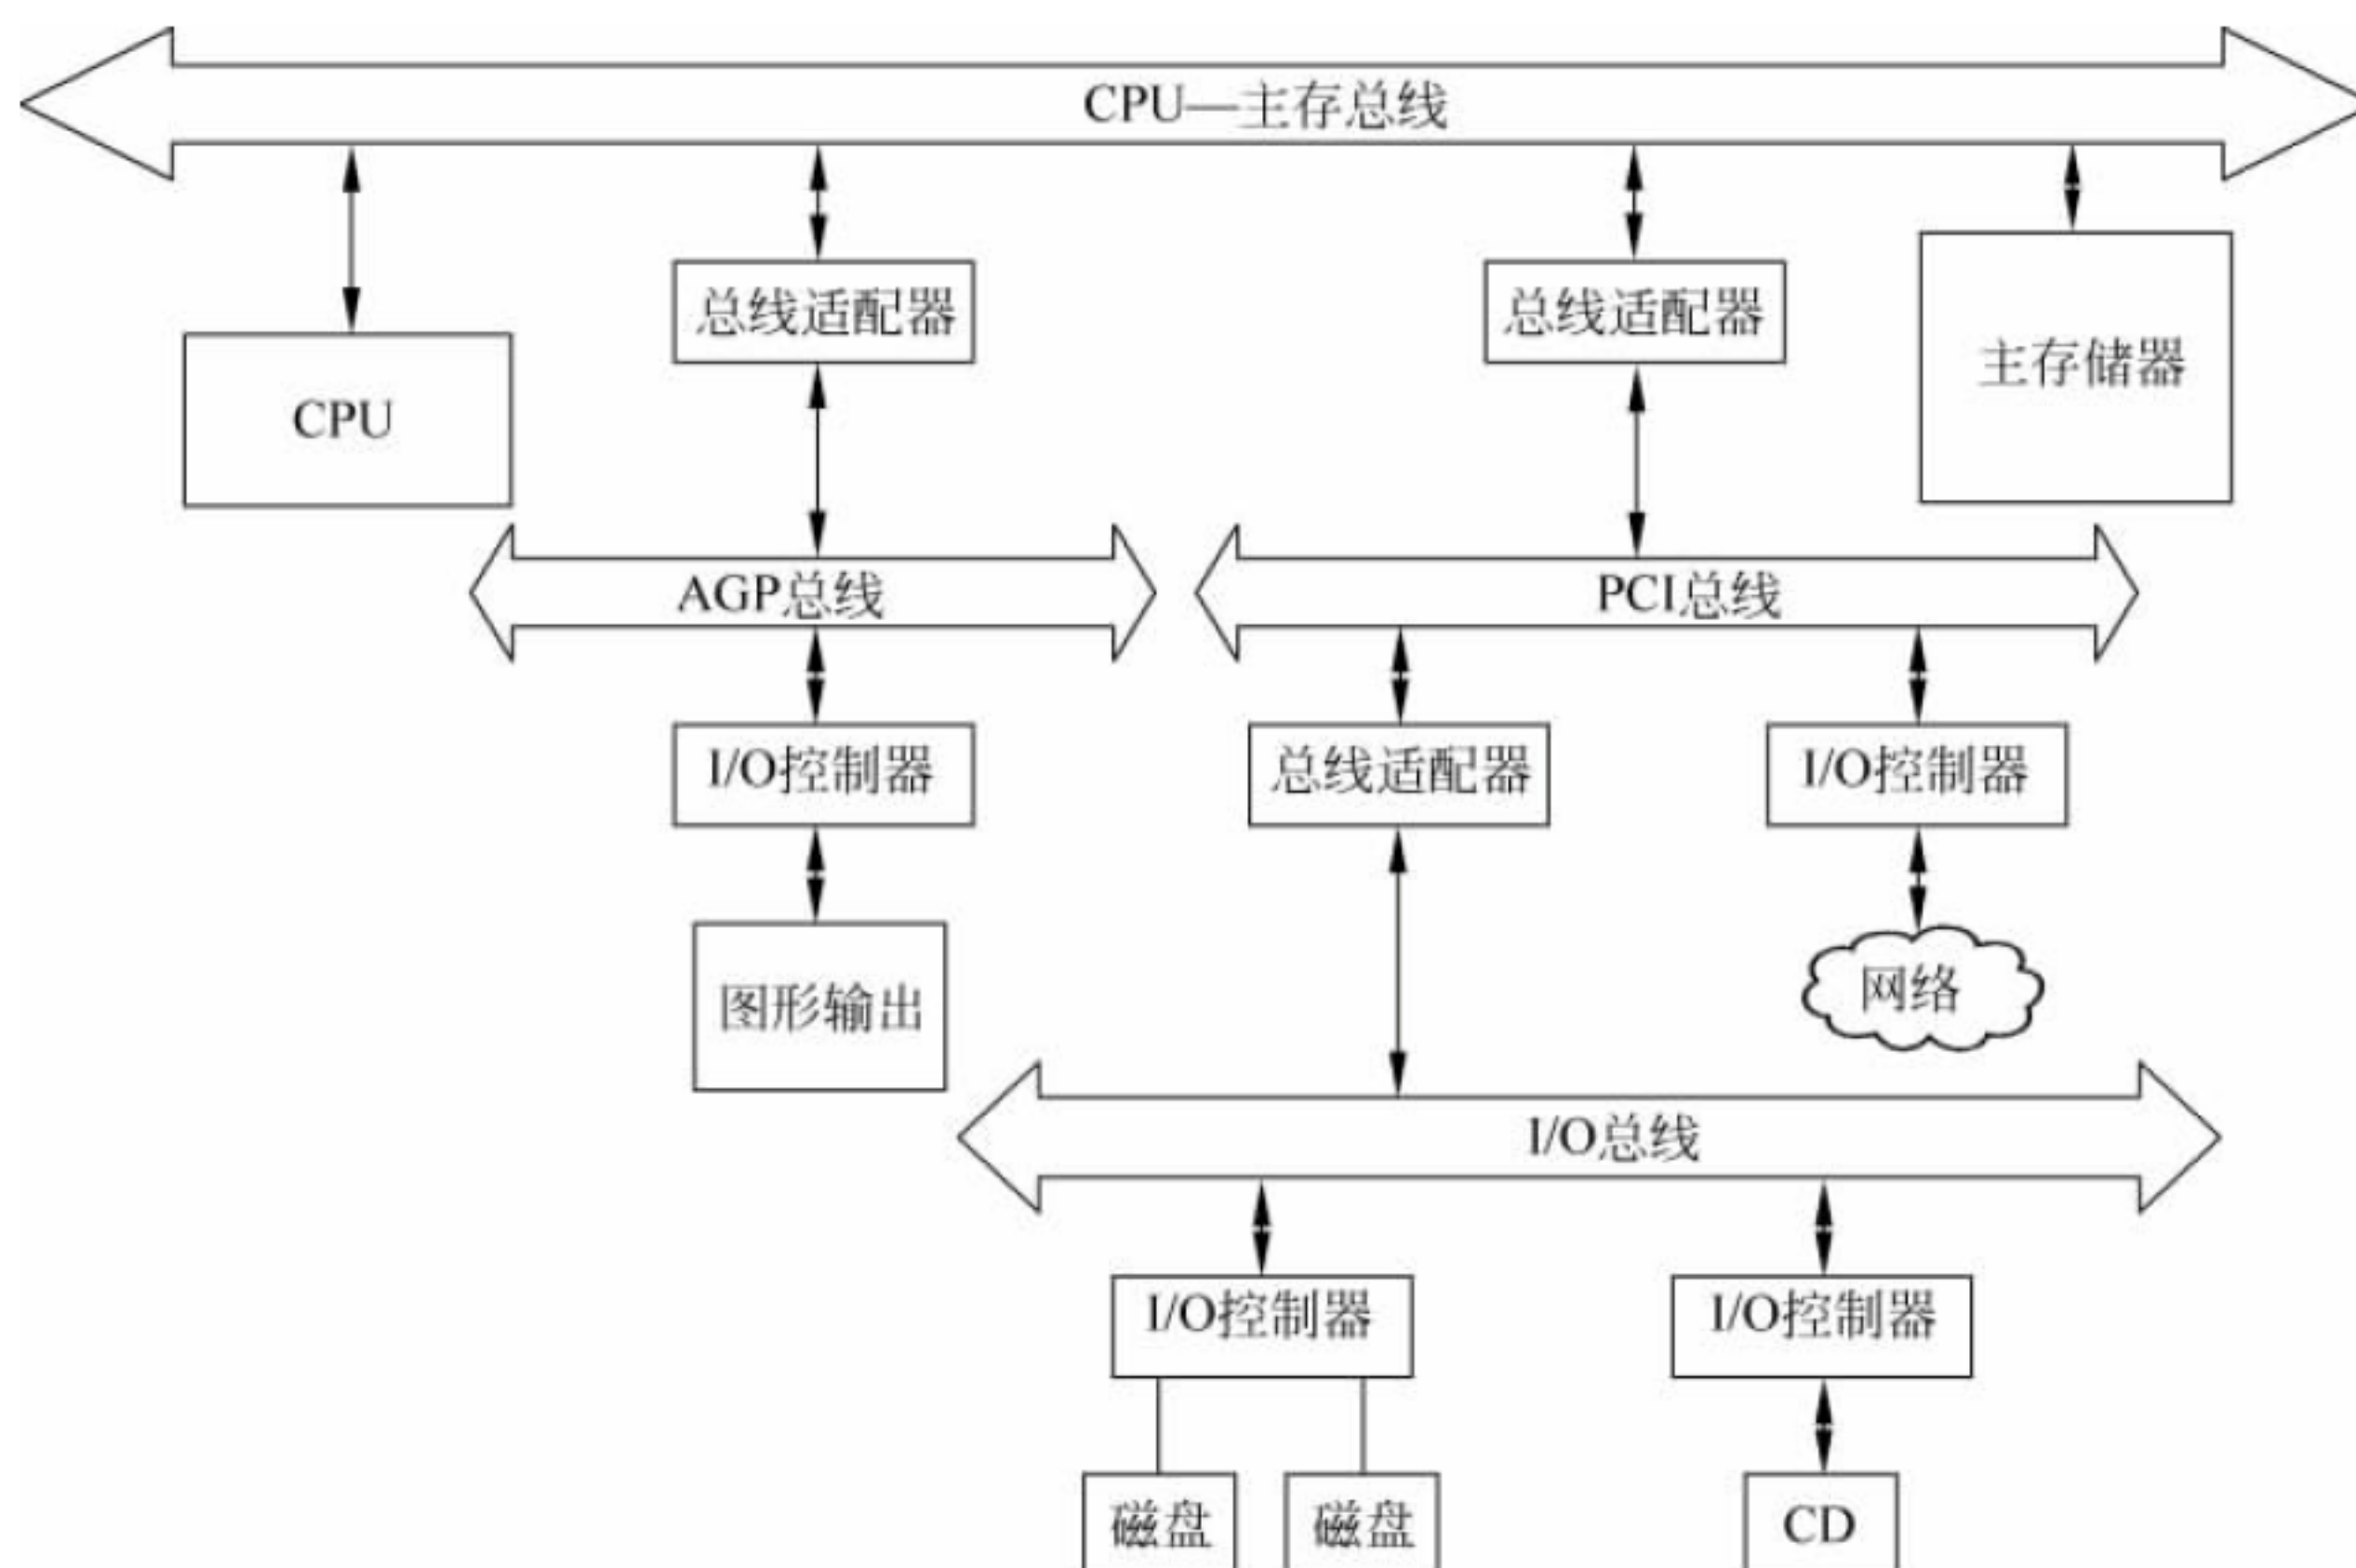 CPU—主存总线
总线适配器
总线适配器
主存储器
CPU
AGP总线
PCI总线
I/O控制器
总线适配器
I/O控制器
图形输出
网络
I/O总线
I/O控制器
I/O控制器
磁盘
磁盘
CD